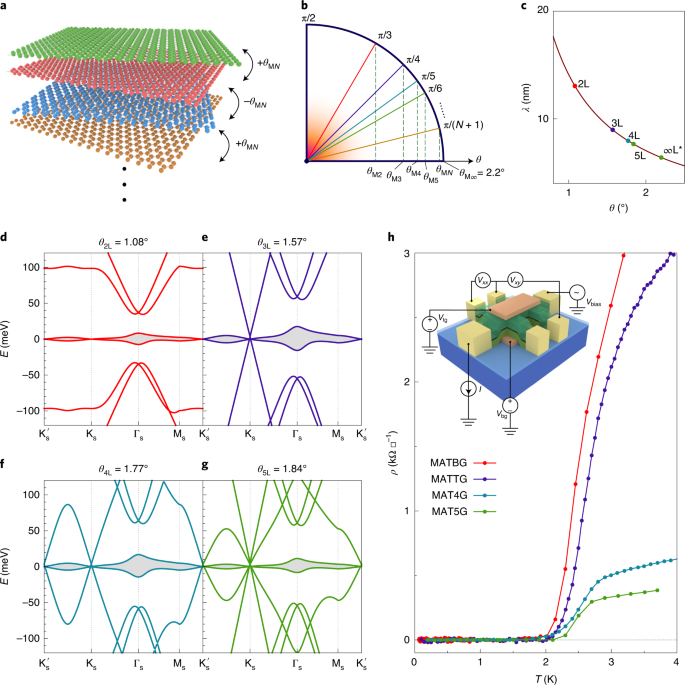 a
+θMN
−θMN
+θMN
b
π/2
π/3
π/4
π/5
π/6
π/(N + 1)
θ
θM2
θM3
θM4
θM5
θMN
θM∞ = 2.2°
c
λ (nm)
20
10
2L
3L
4L
5L
∞L*
1
2
θ (°)
d
θ2L = 1.08°
E (meV)
100
50
0
−50
−100
K′s
Ks
Γs
Ms
K′s
e
θ3L = 1.57°
K′s
Ks
Γs
Ms
K′s
f
θ4L = 1.77°
E (meV)
100
50
0
−50
−100
K′s
Ks
Γs
Ms
K′s
g
θ5L = 1.84°
K′s
Ks
Γs
Ms
K′s
h
ρ (kΩ □−1)
3
2
1
0
Vxx
Vxy
Vbias
Vtg
I
Vbg
MATBG
MATTG
MAT4G
MAT5G
0
1
2
3
4
T (K)